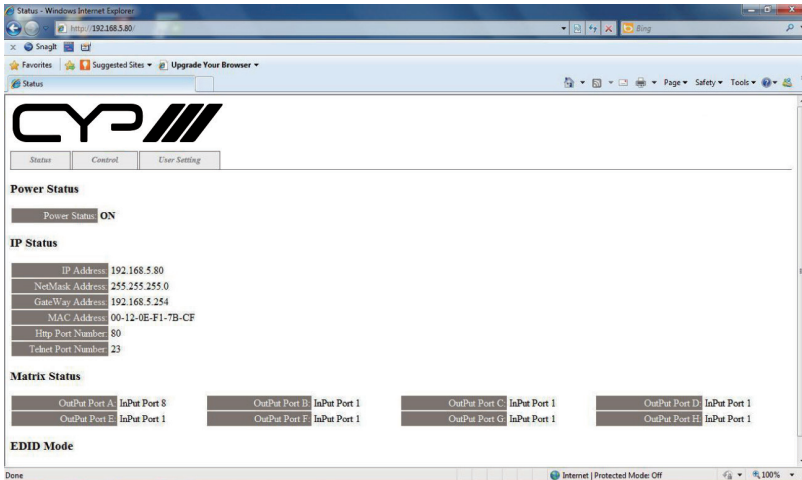 Status - Windows Internet Explorer
http://192.168.5.80/
Bing
SnagIt
Favorites Suggested Sites Upgrade Your Browser
Status Page Safety Tools
CYP
Status Control User Setting
Power Status
Power Status: ON
IP Status
IP Address: 192.168.5.80
NetMask Address: 255.255.255.0
GateWay Address: 192.168.5.254
MAC Address: 00-12-0E-F1-7B-CF
Http Port Number: 80
Telnet Port Number: 23
Matrix Status
OutPut Port A: InPut Port 8 OutPut Port B: InPut Port 1 OutPut Port C: InPut Port 1 OutPut Port D: InPut Port 1
OutPut Port E: InPut Port 1 OutPut Port F: InPut Port 1 OutPut Port G: InPut Port 1 OutPut Port H: InPut Port 1
EDID Mode
Done Internet | Protected Mode: Off 100%